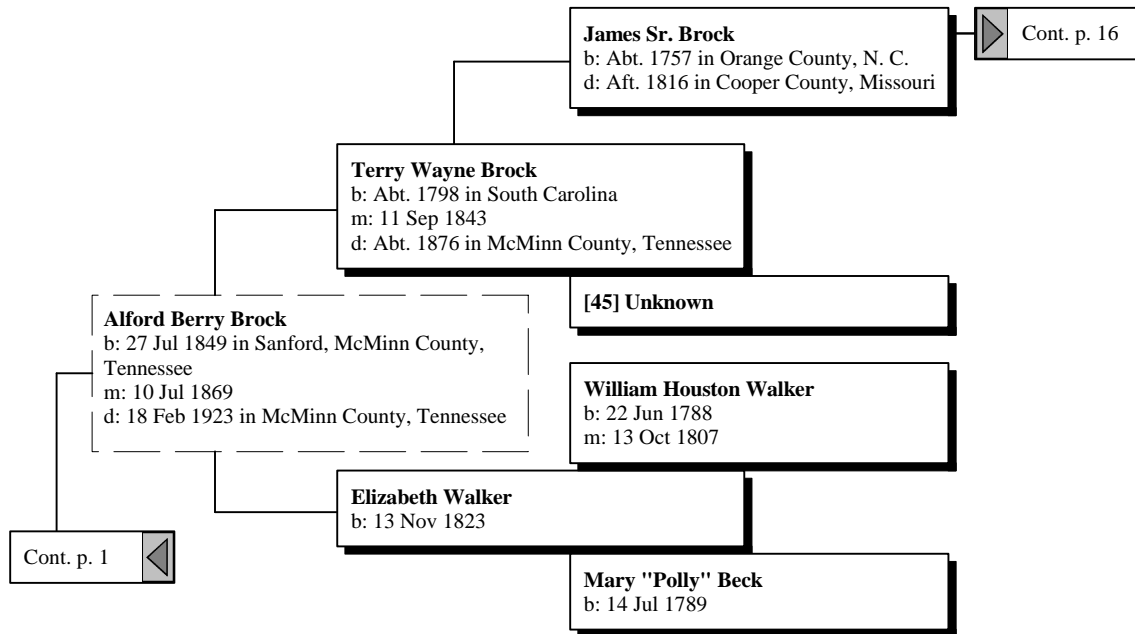 James Sr. Brock
b: Abt. 1757 in Orange County, N. C.
d: Aft. 1816 in Cooper County, Missouri
Cont. p. 16
Terry Wayne Brock
b: Abt. 1798 in South Carolina
m: 11 Sep 1843
d: Abt. 1876 in McMinn County, Tennessee
[45] Unknown
Alford Berry Brock
b: 27 Jul 1849 in Sanford, McMinn County,
Tennessee
m: 10 Jul 1869
d: 18 Feb 1923 in McMinn County, Tennessee
William Houston Walker
b: 22 Jun 1788
m: 13 Oct 1807
Elizabeth Walker
b: 13 Nov 1823
Cont. p. 1
Mary "Polly" Beck
b: 14 Jul 1789